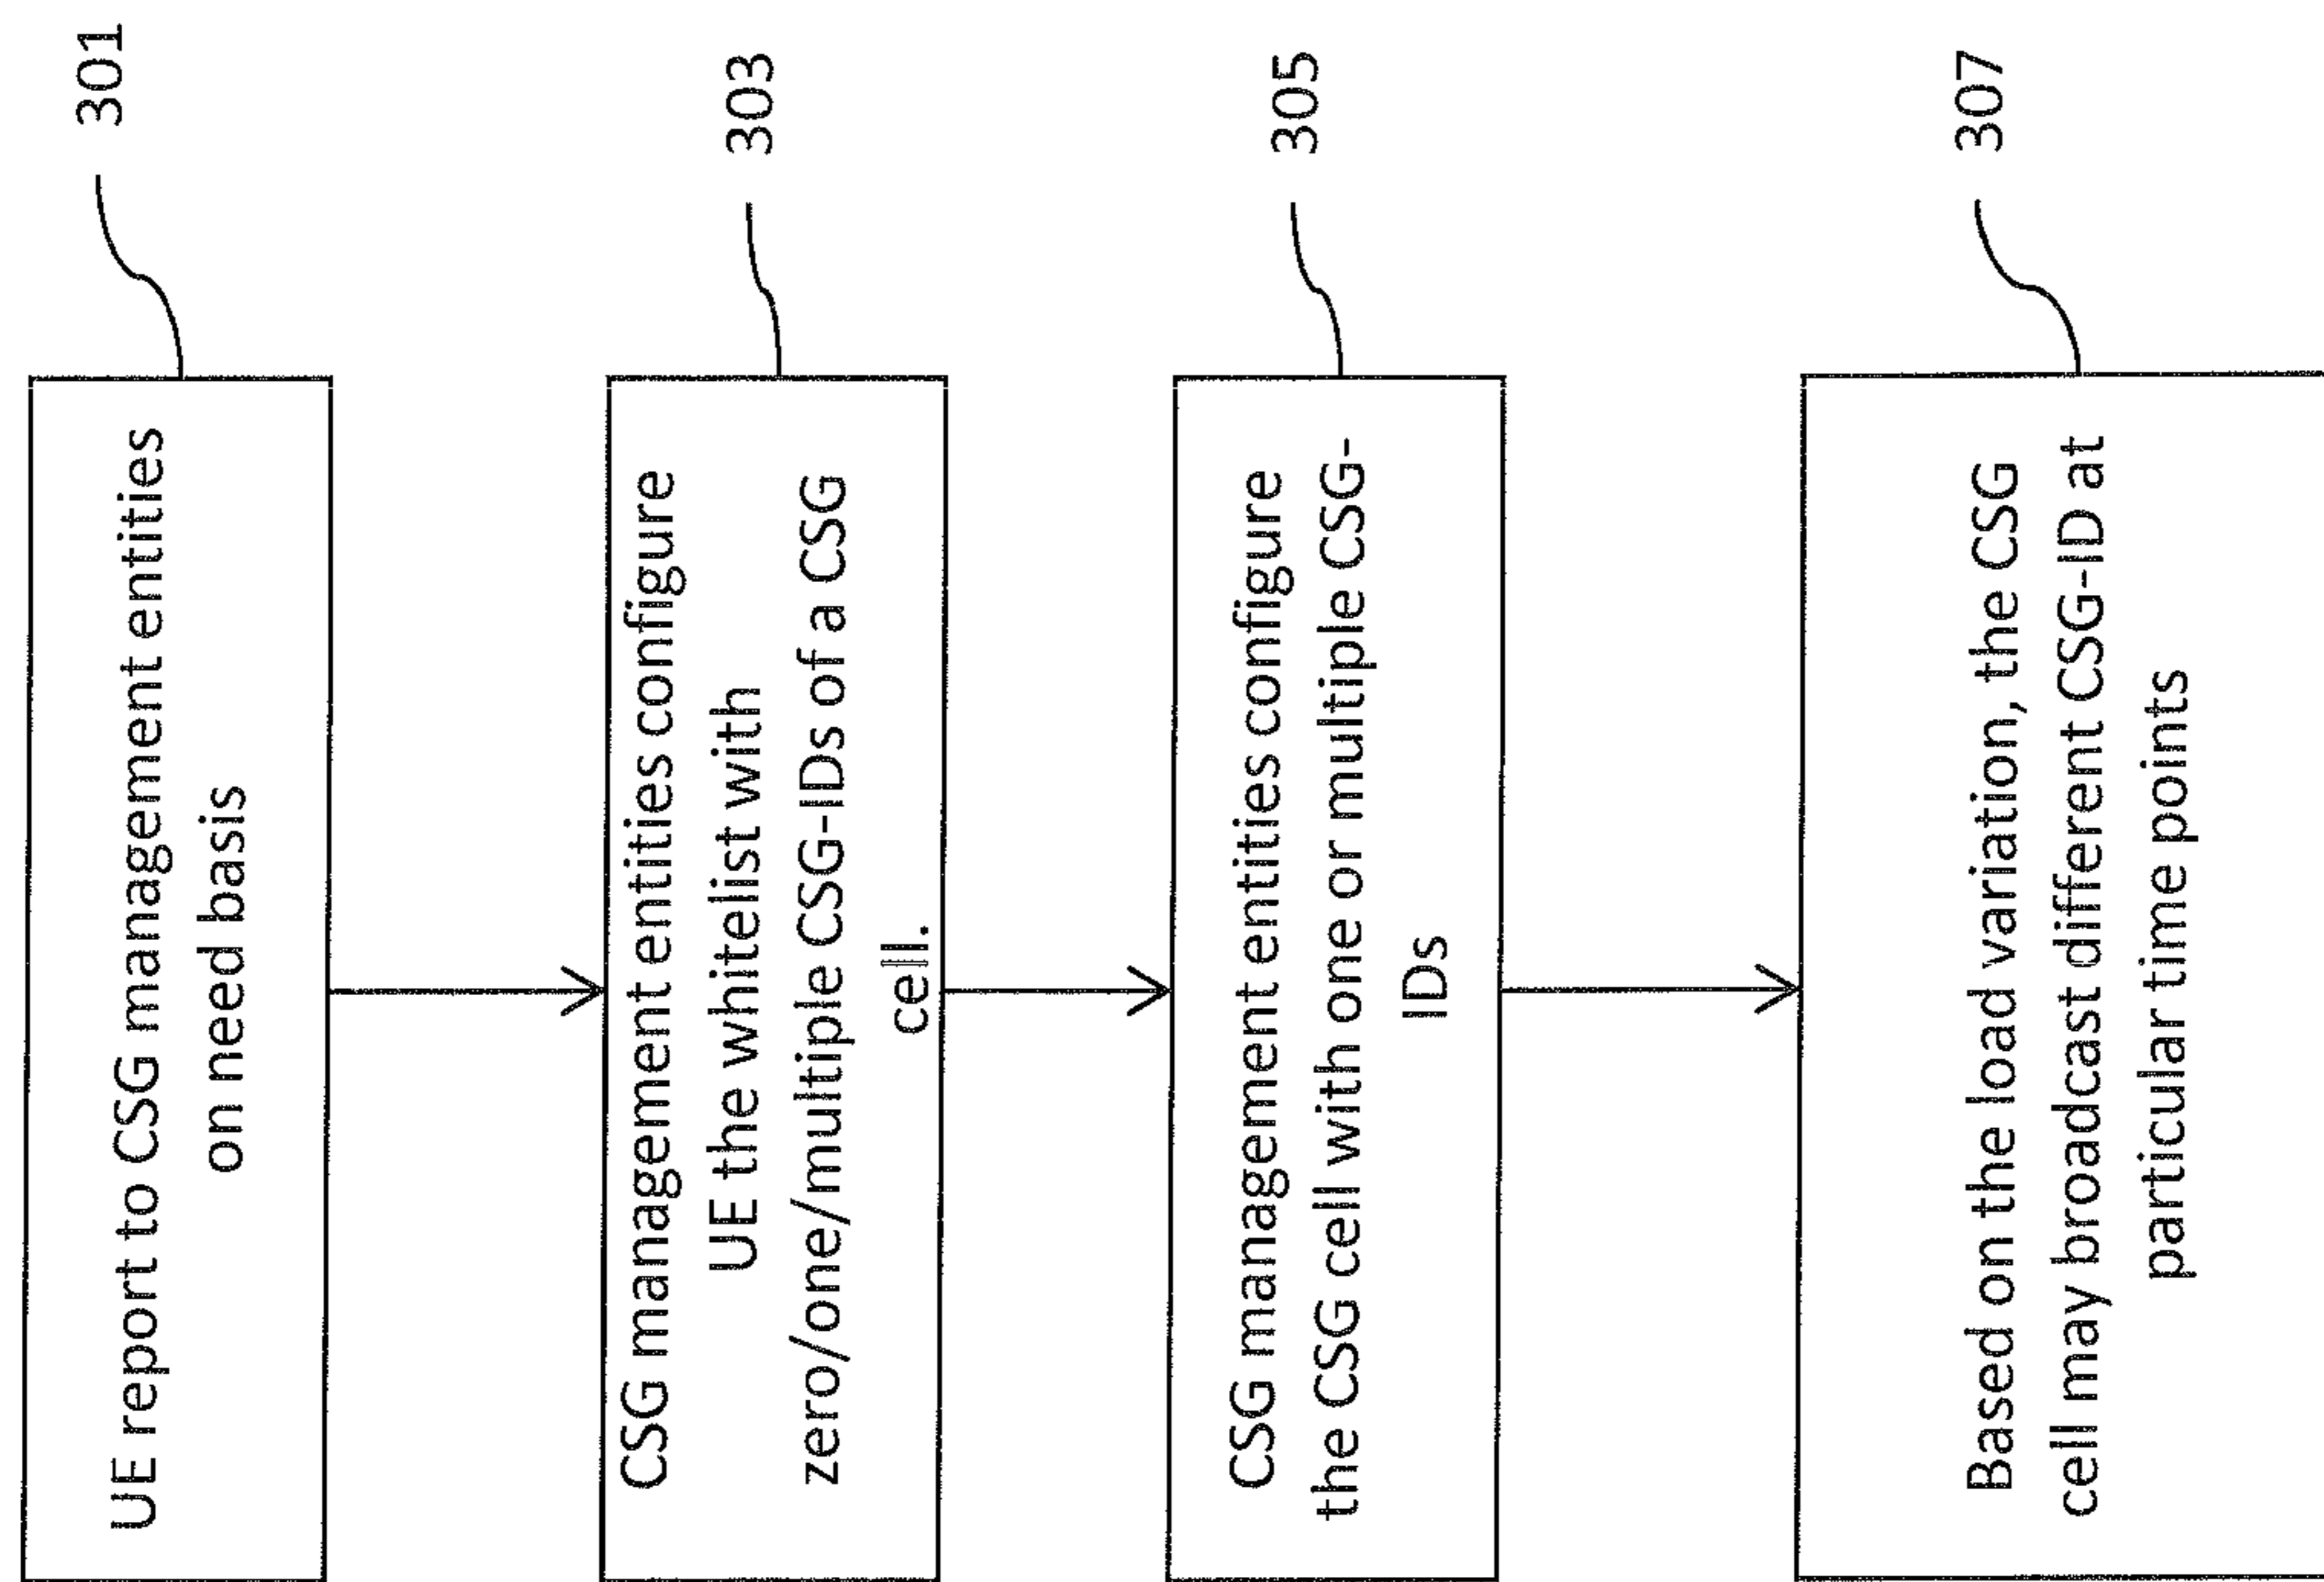 UE report to CSG management entities
on need basis
301
CSG management entities configure
UE the whitelist with
zero/one/multiple CSG-IDs of a CSG
cell.
303
CSG management entities configure
the CSG cell with one or multiple CSG-
IDs
305
Based on the load variation, the CSG
cell may broadcast different CSG-ID at
particular time points
307